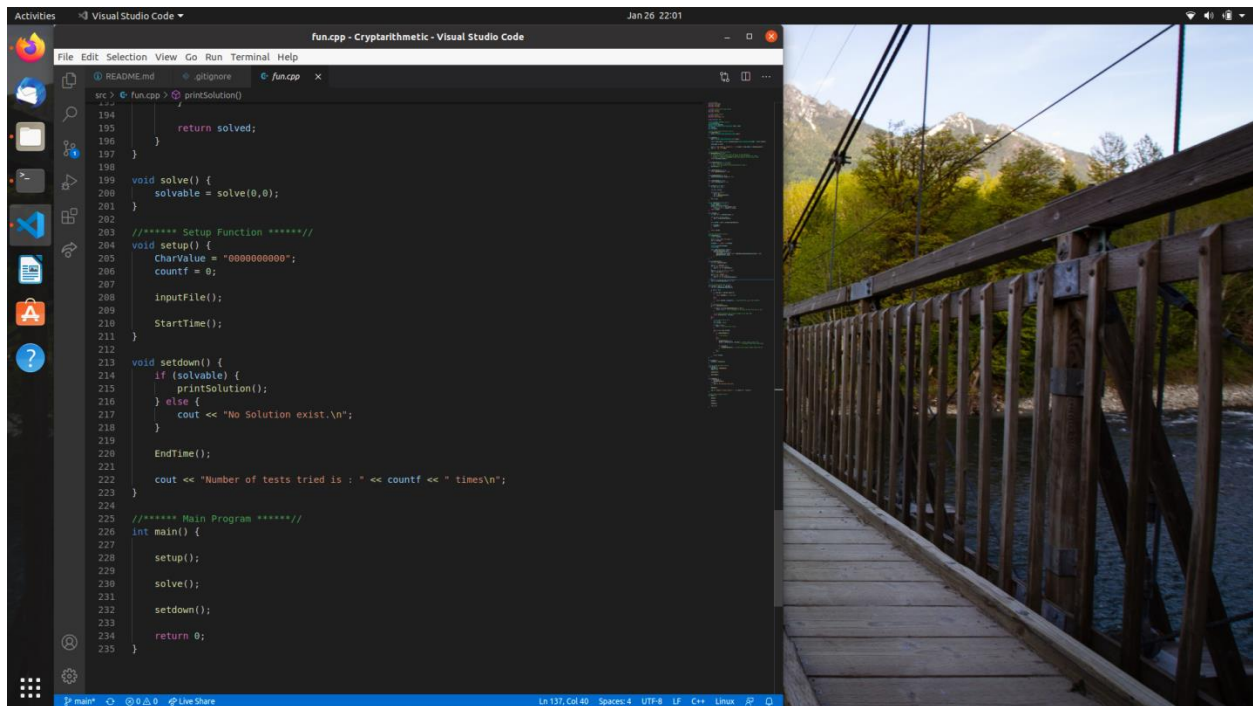 Activities Visual Studio Code Jan 26 22:01
fun.cpp - Cryptarithmetic - Visual Studio Code
File Edit Selection View Go Run Terminal Help
README.md .gitignore fun.cpp
src > fun.cpp > printSolution()
193 }
194
195 return solved;
196 }
197 }
198
199 void solve() {
200 solvable = solve(0,0);
201 }
202
203 //****** Setup Function ******//
204 void setup() {
205 CharValue = "0000000000";
206 countf = 0;
207
208 inputFile();
209
210 StartTime();
211 }
212
213 void setdown() {
214 if (solvable) {
215 printSolution();
216 } else {
217 cout << "No Solution exist.\n";
218 }
219
220 EndTime();
221
222 cout << "Number of tests tried is : " << countf << " times\n";
223 }
224
225 //****** Main Program ******//
226 int main() {
227
228 setup();
229
230 solve();
231
232 setdown();
233
234 return 0;
235 }
main* 0 0 Live Share Ln 137, Col 40 Spaces: 4 UTF-8 LF C++ Linux